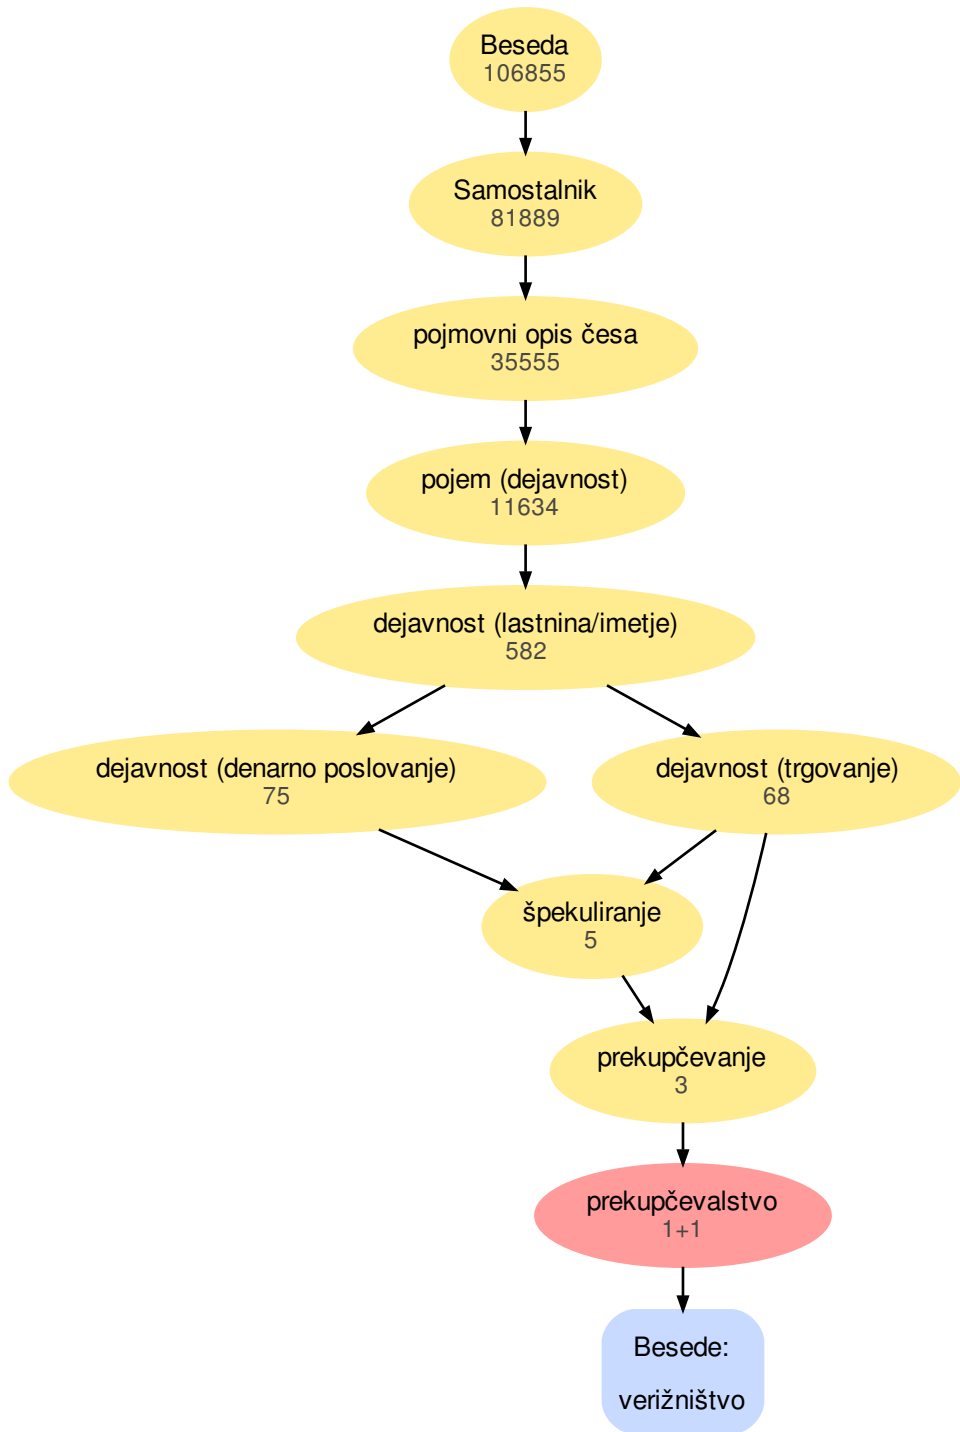 Beseda
106855
Samostalnik
81889
pojmovni opis česa
35555
pojem (dejavnost)
11634
dejavnost (lastnina/imetje)
582
dejavnost (denarno poslovanje)
75
dejavnost (trgovanje)
68
špekuliranje
5
prekupčevanje
3
prekupčevalstvo
1+1
Besede:
verižništvo